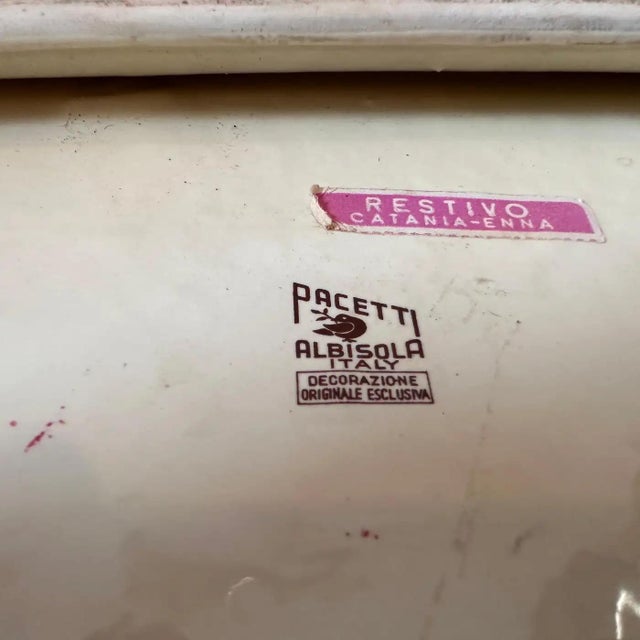 RESTIVO
CATANIA-ENNA
PACETTI
ALBISOLA
ITALY
DECORAZIONE
ORIGINALE ESCLUSIVA